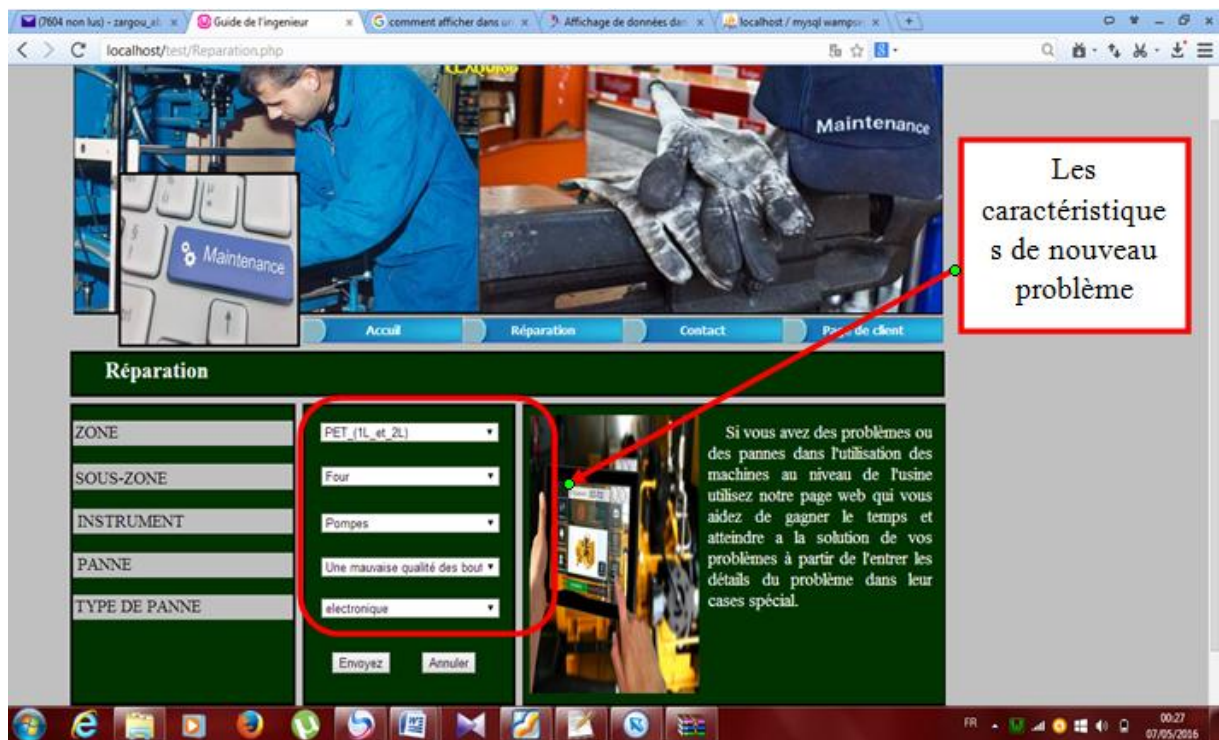 (7604 non lus) - zargou_al
Guide de l'ingenieur
comment afficher dans un
Affichage de données dan
localhost / mysql wampser
localhost/test/Reparation.php
Maintenance
Maintenance
Les
caractéristique
s de nouveau
problème
Accuil
Réparation
Contact
Page de client
Réparation
ZONE
PET_(1L_et_2L)
SOUS-ZONE
Four
INSTRUMENT
Pompes
PANNE
Une mauvaise qualité des bout
TYPE DE PANNE
electronique
Envoyez
Annuler
Si vous avez des problèmes ou
des pannes dans l'utilisation des
machines au niveau de l'usine
utilisez notre page web qui vous
aidez de gagner le temps et
atteindre a la solution de vos
problèmes à partir de l'entrer les
détails du problème dans leur
cases spécial.
FR
00:27
07/05/2016